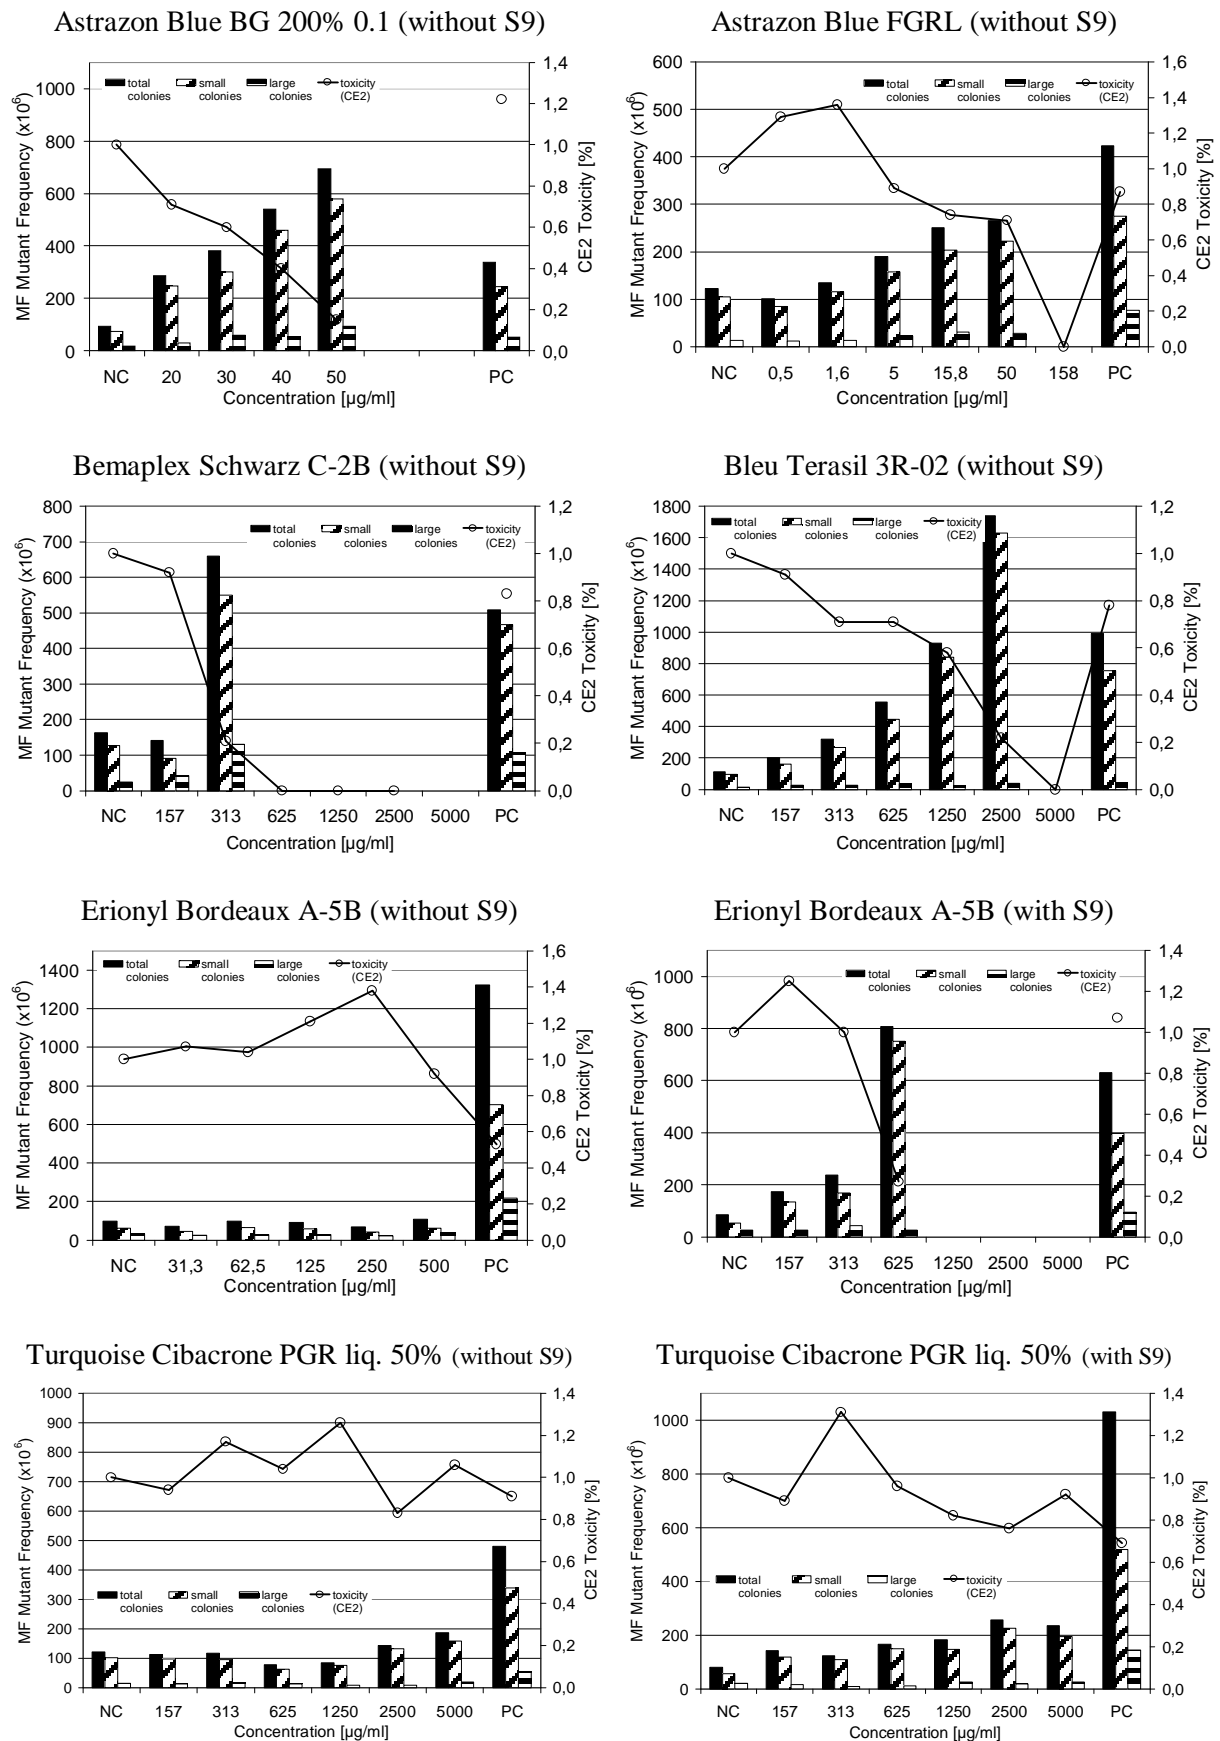 Astrazon Blue BG 200% 0.1 (without S9)
MF Mutant Frequency (x10⁶)
1000
800
600
400
200
0
total colonies
small colonies
large colonies
toxicity (CE2)
1,4
1,2
1,0
0,8
0,6
0,4
0,2
0,0
CE2 Toxicity [%]
NC 20 30 40 50 PC
Concentration [µg/ml]
Astrazon Blue FGRL (without S9)
MF Mutant Frequency (x10⁶)
600
500
400
300
200
100
0
total colonies
small colonies
large colonies
toxicity (CE2)
1,6
1,4
1,2
1,0
0,8
0,6
0,4
0,2
0,0
CE2 Toxicity [%]
NC 0,5 1,6 5 15,8 50 158 PC
Concentration [µg/ml]
Bemaplex Schwarz C-2B (without S9)
MF Mutant Frequency (x10⁶)
800
700
600
500
400
300
200
100
0
total colonies
small colonies
large colonies
toxicity (CE2)
1,2
1,0
0,8
0,6
0,4
0,2
0,0
CE2 Toxicity [%]
NC 157 313 625 1250 2500 5000 PC
Concentration [µg/ml]
Bleu Terasil 3R-02 (without S9)
MF Mutant Frequency (x10⁶)
1800
1600
1400
1200
1000
800
600
400
200
0
total colonies
small colonies
large colonies
toxicity (CE2)
1,2
1,0
0,8
0,6
0,4
0,2
0,0
CE2 Toxicity [%]
NC 157 313 625 1250 2500 5000 PC
Concentration [µg/ml]
Erionyl Bordeaux A-5B (without S9)
MF Mutant Frequency (x10⁶)
1400
1200
1000
800
600
400
200
0
total colonies
small colonies
large colonies
toxicity (CE2)
1,6
1,4
1,2
1,0
0,8
0,6
0,4
0,2
0,0
CE2 Toxicity [%]
NC 31,3 62,5 125 250 500 PC
Concentration [µg/ml]
Erionyl Bordeaux A-5B (with S9)
MF Mutant Frequency (x10⁶)
1000
800
600
400
200
0
total colonies
small colonies
large colonies
toxicity (CE2)
1,4
1,2
1,0
0,8
0,6
0,4
0,2
0,0
CE2 Toxicity [%]
NC 157 313 625 1250 2500 5000 PC
Concentration [µg/ml]
Turquoise Cibacrone PGR liq. 50% (without S9)
MF Mutant Frequency (x10⁶)
1000
900
800
700
600
500
400
300
200
100
0
total colonies
small colonies
large colonies
toxicity (CE2)
1,4
1,2
1,0
0,8
0,6
0,4
0,2
0,0
CE2 Toxicity [%]
NC 157 313 625 1250 2500 5000 PC
Concentration [µg/ml]
Turquoise Cibacrone PGR liq. 50% (with S9)
MF Mutant Frequency (x10⁶)
1000
800
600
400
200
0
total colonies
small colonies
large colonies
toxicity (CE2)
1,4
1,2
1,0
0,8
0,6
0,4
0,2
0,0
CE2 Toxicity [%]
NC 157 313 625 1250 2500 5000 PC
Concentration [µg/ml]